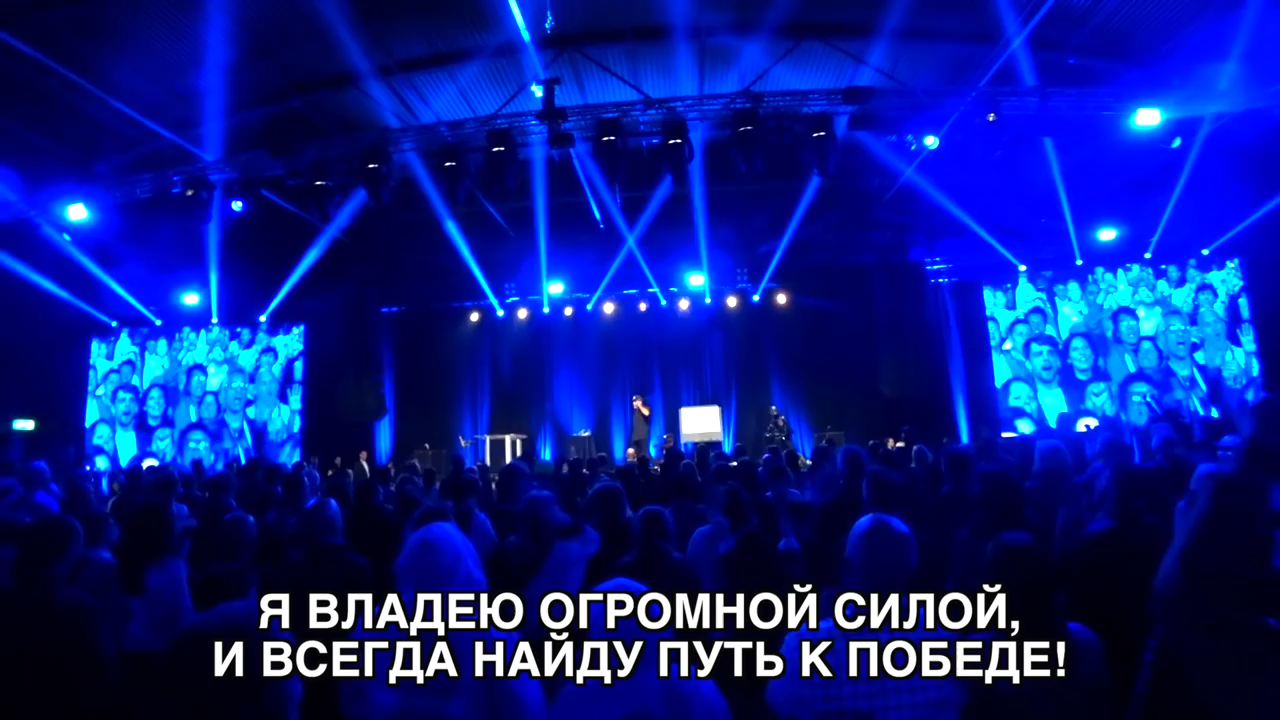 Я ВЛАДЕЮ ОГРОМНОЙ СИЛОЙ,
И ВСЕГДА НАЙДУ ПУТЬ К ПОБЕДЕ!